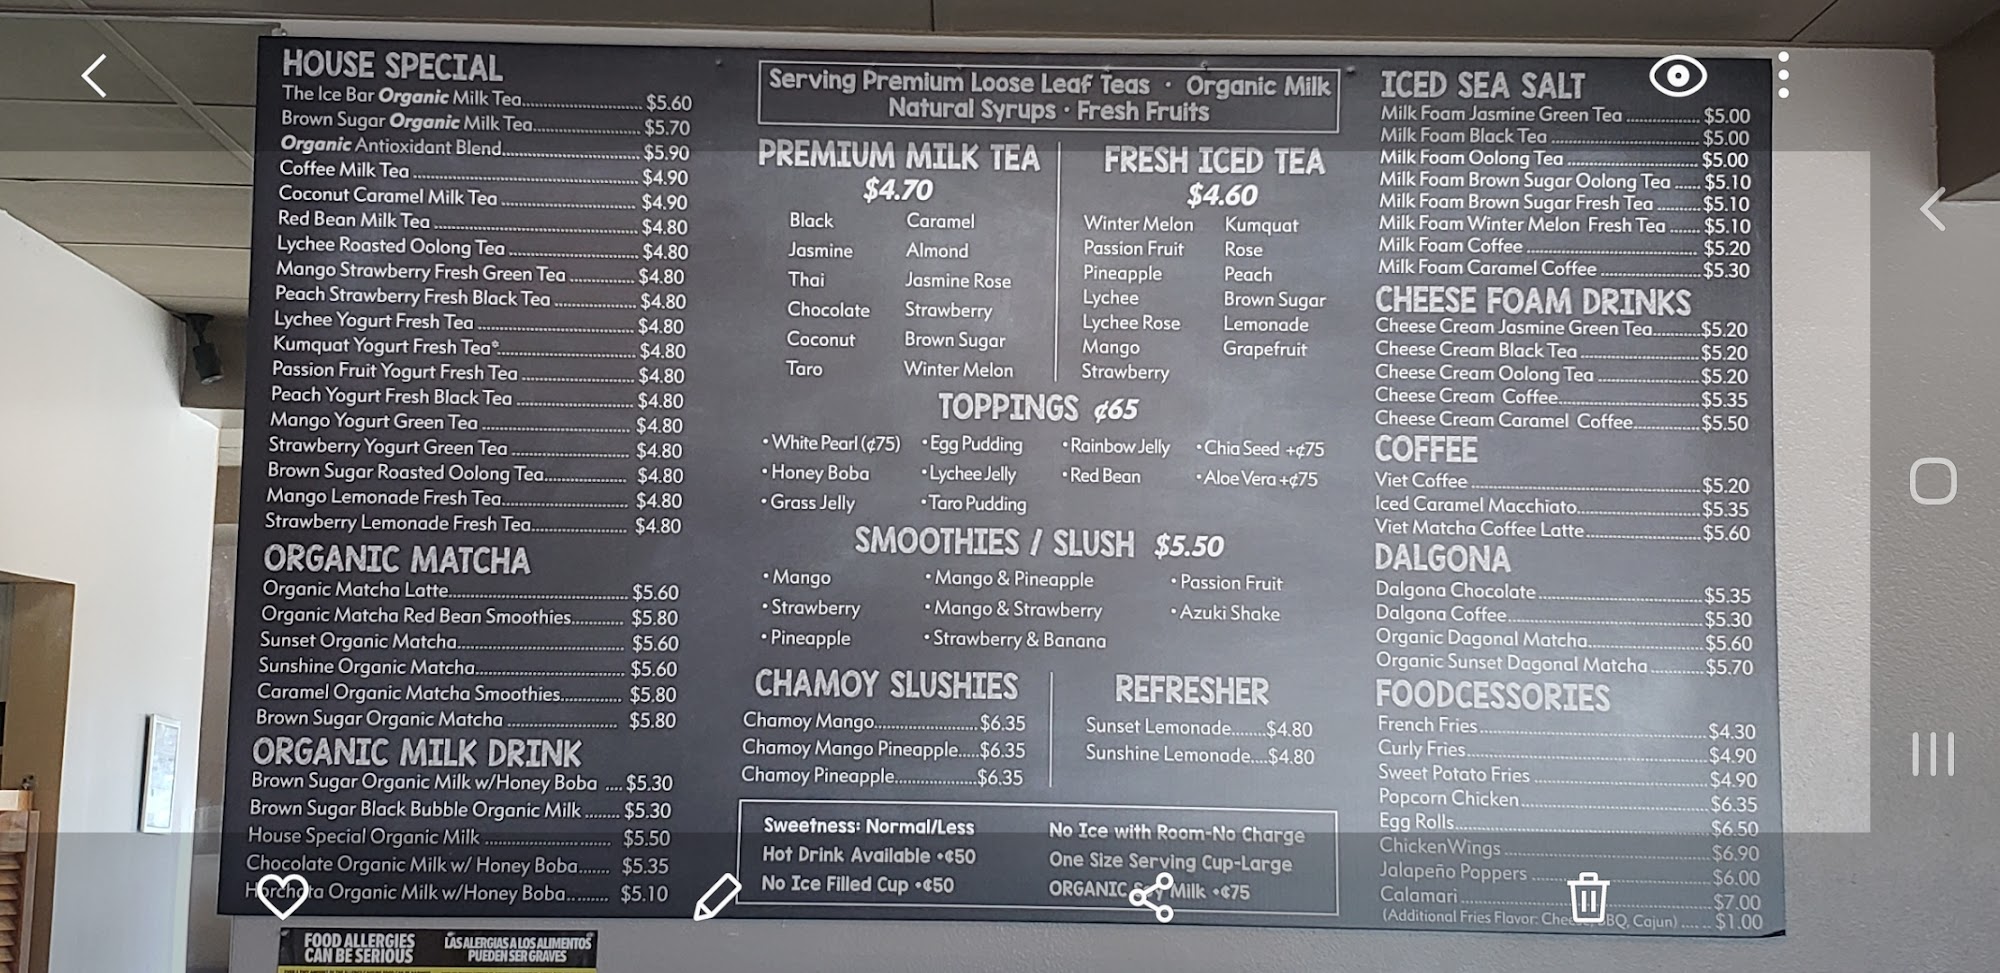 HOUSE SPECIAL
The Ice Bar Organic Milk Tea $5.60
Brown Sugar Organic Milk Tea $5.70
Organic Antioxidant Blend $5.90
Coffee Milk Tea $4.90
Coconut Caramel Milk Tea $4.90
Red Bean Milk Tea $4.80
Lychee Roasted Oolong Tea $4.80
Mango Strawberry Fresh Green Tea $4.80
Peach Strawberry Fresh Black Tea $4.80
Lychee Yogurt Fresh Tea $4.80
Kumquat Yogurt Fresh Tea* $4.80
Passion Fruit Yogurt Fresh Tea $4.80
Peach Yogurt Fresh Black Tea $4.80
Mango Yogurt Green Tea $4.80
Strawberry Yogurt Green Tea $4.80
Brown Sugar Roasted Oolong Tea $4.80
Mango Lemonade Fresh Tea $4.80
Strawberry Lemonade Fresh Tea $4.80
ORGANIC MATCHA
Organic Matcha Latte $5.60
Organic Matcha Red Bean Smoothies $5.80
Sunset Organic Matcha $5.60
Sunshine Organic Matcha $5.60
Caramel Organic Matcha Smoothies $5.80
Brown Sugar Organic Matcha $5.80
ORGANIC MILK DRINK
Brown Sugar Organic Milk w/Honey Boba $5.30
Brown Sugar Black Bubble Organic Milk $5.30
House Special Organic Milk $5.50
Chocolate Organic Milk w/ Honey Boba $5.35
Horchata Organic Milk w/Honey Boba $5.10
Serving Premium Loose Leaf Teas · Organic Milk
Natural Syrups · Fresh Fruits
PREMIUM MILK TEA
$4.70
Black Caramel
Jasmine Almond
Thai Jasmine Rose
Chocolate Strawberry
Coconut Brown Sugar
Taro Winter Melon
FRESH ICED TEA
$4.60
Winter Melon Kumquat
Passion Fruit Rose
Pineapple Peach
Lychee Brown Sugar
Lychee Rose Lemonade
Mango Grapefruit
Strawberry
TOPPINGS ¢65
•White Pearl (¢75) •Egg Pudding •Rainbow Jelly •Chia Seed +¢75
•Honey Boba •Lychee Jelly •Red Bean •Aloe Vera +¢75
•Grass Jelly •Taro Pudding
SMOOTHIES / SLUSH $5.50
•Mango •Mango & Pineapple •Passion Fruit
•Strawberry •Mango & Strawberry •Azuki Shake
•Pineapple •Strawberry & Banana
CHAMOY SLUSHIES
Chamoy Mango $6.35
Chamoy Mango Pineapple $6.35
Chamoy Pineapple $6.35
REFRESHER
Sunset Lemonade $4.80
Sunshine Lemonade $4.80
Sweetness: Normal/Less
Hot Drink Available •¢50
No Ice Filled Cup •¢50
No Ice with Room-No Charge
One Size Serving Cup-Large
ORGANIC Milk •¢75
ICED SEA SALT
Milk Foam Jasmine Green Tea $5.00
Milk Foam Black Tea $5.00
Milk Foam Oolong Tea $5.00
Milk Foam Brown Sugar Oolong Tea $5.10
Milk Foam Brown Sugar Fresh Tea $5.10
Milk Foam Winter Melon Fresh Tea $5.10
Milk Foam Coffee $5.20
Milk Foam Caramel Coffee $5.30
CHEESE FOAM DRINKS
Cheese Cream Jasmine Green Tea $5.20
Cheese Cream Black Tea $5.20
Cheese Cream Oolong Tea $5.20
Cheese Cream Coffee $5.35
Cheese Cream Caramel Coffee $5.50
COFFEE
Viet Coffee $5.20
Iced Caramel Macchiato $5.35
Viet Matcha Coffee Latte $5.60
DALGONA
Dalgona Chocolate $5.35
Dalgona Coffee $5.30
Organic Dagonal Matcha $5.60
Organic Sunset Dagonal Matcha $5.70
FOODCESSORIES
French Fries $4.30
Curly Fries $4.90
Sweet Potato Fries $4.90
Popcorn Chicken $6.35
Egg Rolls $6.50
ChickenWings $6.90
Jalapeño Poppers $6.00
Calamari $7.00
(Additional Fries Flavor: Cheese, BBQ, Cajun) $1.00
FOOD ALLERGIES
CAN BE SERIOUS
LAS ALERGIAS A LOS ALIMENTOS
PUEDEN SER GRAVES